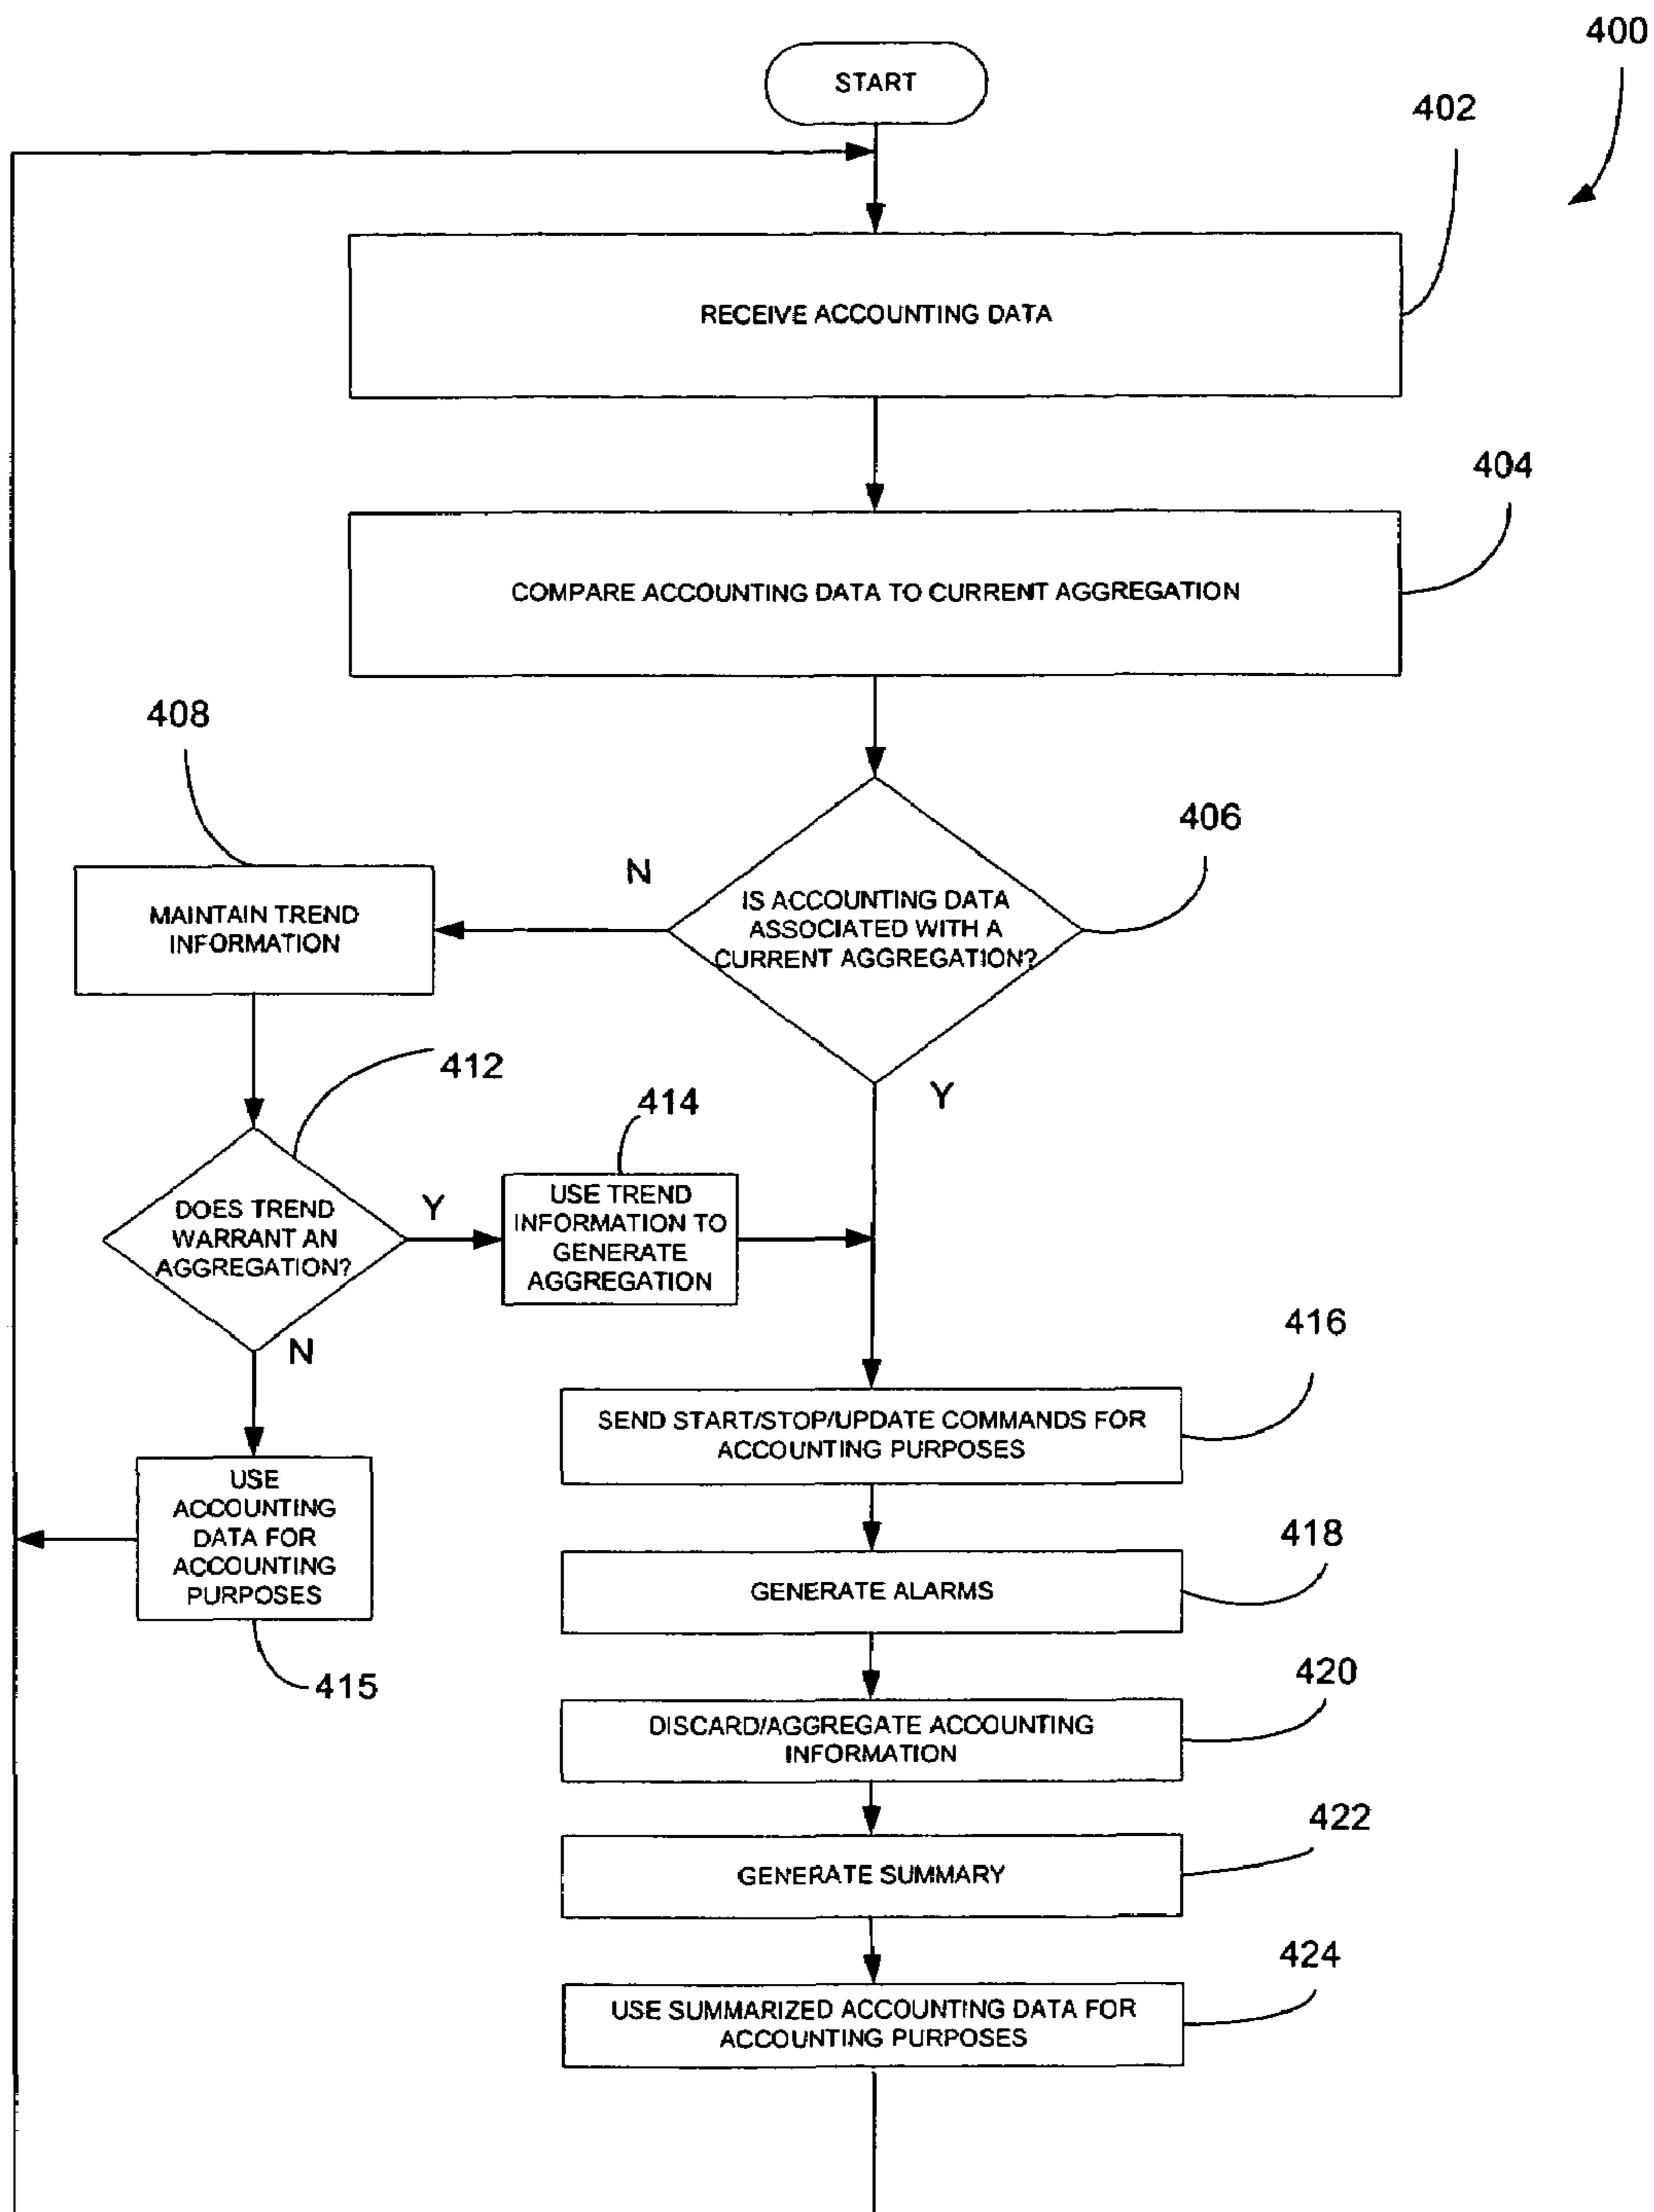 400
START
402
RECEIVE ACCOUNTING DATA
404
COMPARE ACCOUNTING DATA TO CURRENT AGGREGATION
408
406
N
IS ACCOUNTING DATA
ASSOCIATED WITH A
CURRENT AGGREGATION?
MAINTAIN TREND
INFORMATION
412
414
Y
DOES TREND
WARRANT AN
AGGREGATION?
Y
USE TREND
INFORMATION TO
GENERATE
AGGREGATION
N
416
SEND START/STOP/UPDATE COMMANDS FOR
ACCOUNTING PURPOSES
USE
ACCOUNTING
DATA FOR
ACCOUNTING
PURPOSES
415
418
GENERATE ALARMS
420
DISCARD/AGGREGATE ACCOUNTING
INFORMATION
422
GENERATE SUMMARY
424
USE SUMMARIZED ACCOUNTING DATA FOR
ACCOUNTING PURPOSES